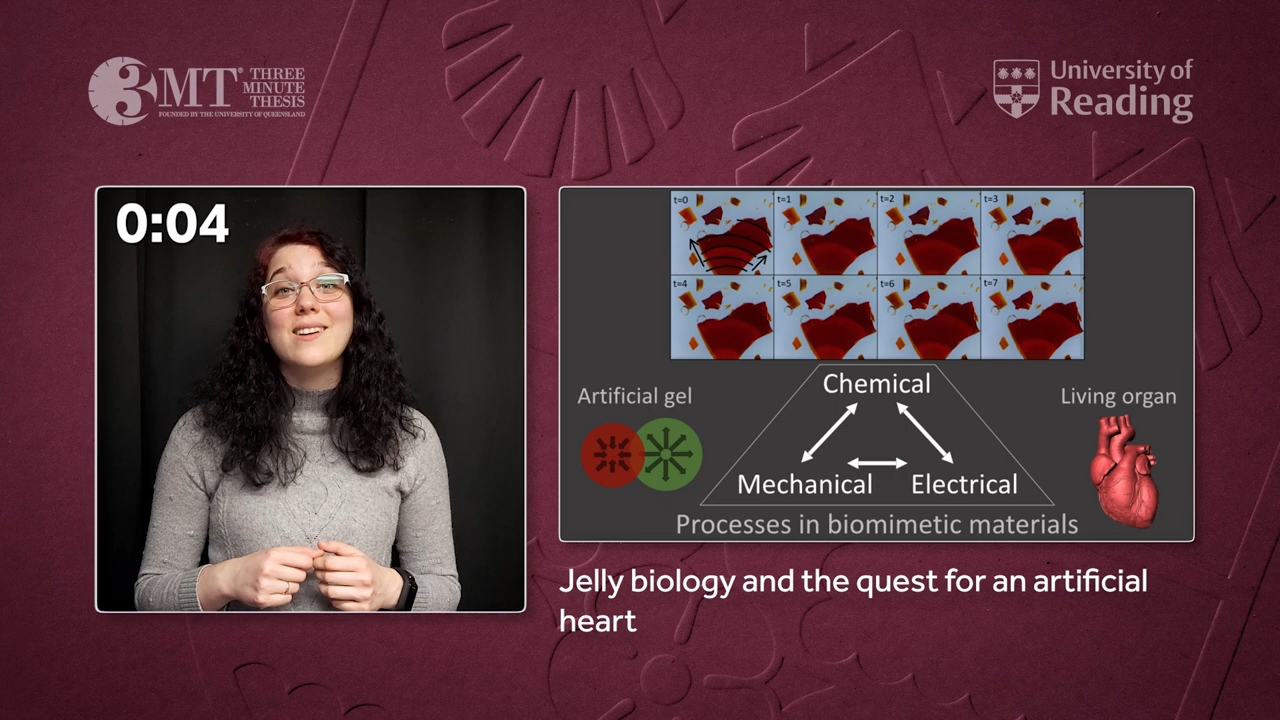 3MT® THREE
MINUTE
THESIS
FOUNDED BY THE UNIVERSITY OF QUEENSLAND
University of
Reading
0:04
t=0 t=1 t=2 t=3
t=4 t=5 t=6 t=7
Chemical
Artificial gel
Living organ
Mechanical Electrical
Processes in biomimetic materials
Jelly biology and the quest for an artificial
heart